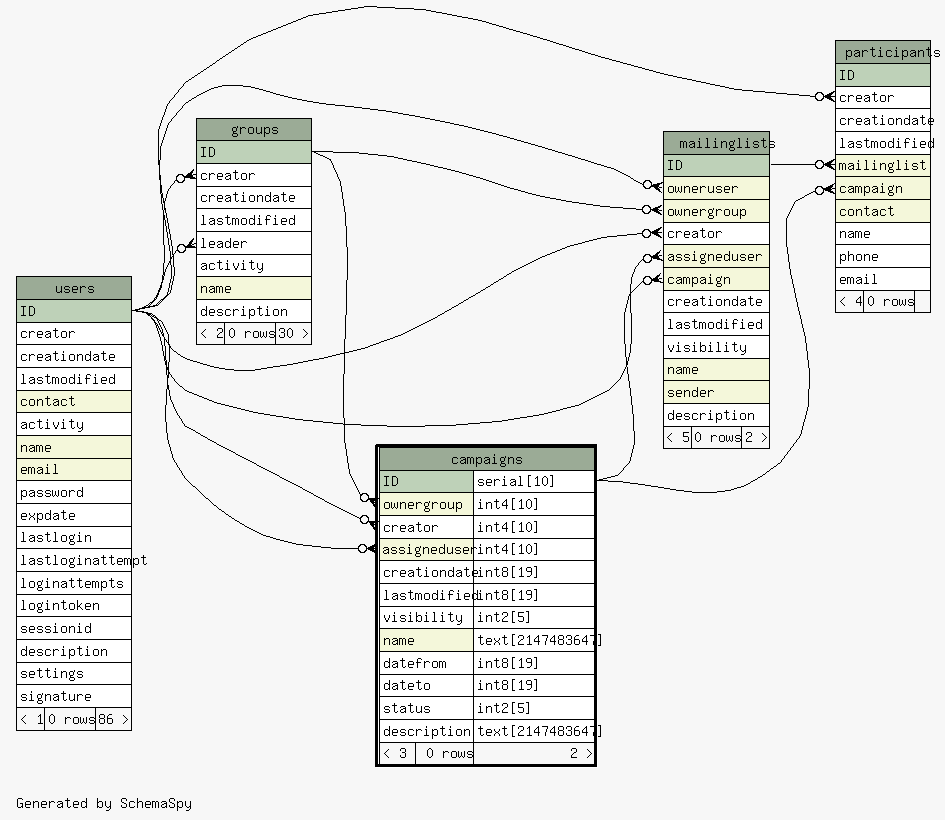 participants
ID
creator
creationdate
lastmodified
mailinglist
campaign
contact
name
phone
email
< 4 0 rows
groups
ID
creator
creationdate
lastmodified
leader
activity
name
description
< 2 0 rows 30 >
mailinglists
ID
owneruser
ownergroup
creator
assigneduser
campaign
creationdate
lastmodified
visibility
name
sender
description
< 5 0 rows 2 >
users
ID
creator
creationdate
lastmodified
contact
activity
name
email
password
expdate
lastlogin
lastloginattempt
loginattempts
logintoken
sessionid
description
settings
signature
< 1 0 rows 86 >
campaigns
ID serial[10]
ownergroup int4[10]
creator int4[10]
assigneduser int4[10]
creationdate int8[19]
lastmodified int8[19]
visibility int2[5]
name text[2147483647]
datefrom int8[19]
dateto int8[19]
status int2[5]
description text[2147483647]
< 3 0 rows 2 >
Generated by SchemaSpy